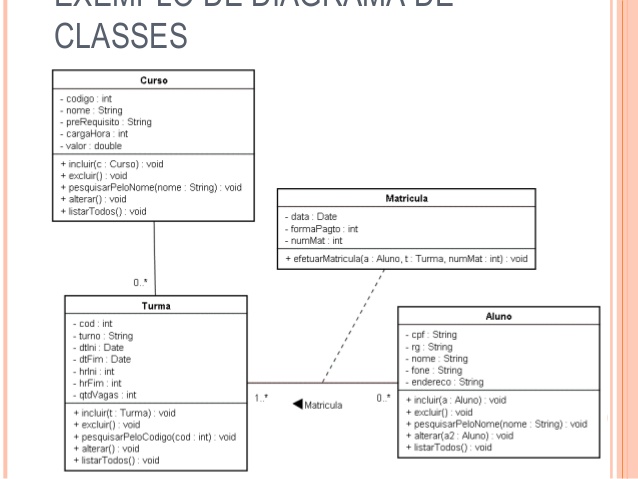 EXEMPLO DE DIAGRAMA DE
CLASSES
Curso
- codigo : int
- nome : String
- preRequisito : String
- cargaHora : int
- valor : double
+ incluir(c : Curso) : void
+ excluir() : void
+ pesquisarPeloNome(nome : String) : void
+ alterar() : void
+ listarTodos() : void
Matricula
- data : Date
- formaPagto : int
- numMat : int
+ efetuarMatricula(a : Aluno, t : Turma, numMat : int) : void
0..*
Turma
- cod : int
- turno : String
- dtIni : Date
- dtFim : Date
- hrIni : int
- hrFim : int
- qtdVagas : int
+ incluir(t : Turma) : void
+ excluir() : void
+ pesquisarPeloCodigo(cod : int) : void
+ alterar() : void
+ listarTodos() : void
1..*
Matricula
0..*
Aluno
- cpf : String
- rg : String
- nome : String
- fone : String
- endereco : String
+ incluir(a : Aluno) : void
+ excluir() : void
+ pesquisarPeloNome(nome : String) : void
+ alterar(a2 : Aluno) : void
+ listarTodos() : void